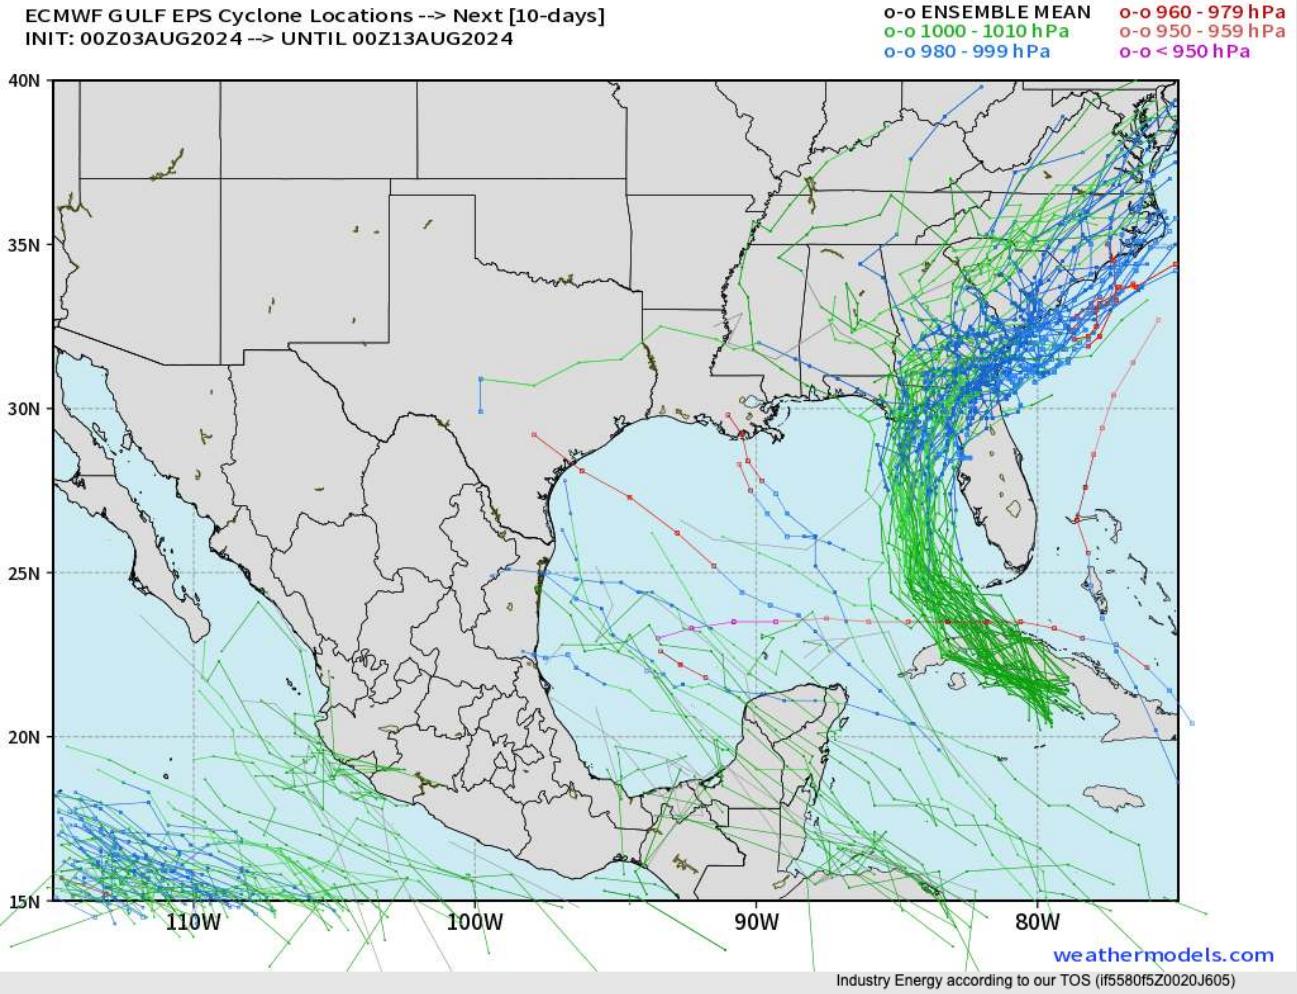 ECMWF GULF EPS Cyclone Locations --> Next [10-days]
INIT: 00Z03AUG2024 --> UNTIL 00Z13AUG2024
o-o ENSEMBLE MEAN
o-o 960 - 979 hPa
o-o 1000 - 1010 hPa
o-o 950 - 959 hPa
o-o 980 - 999 hPa
o-o < 950 hPa
40N
35N
30N
25N
20N
15N
110W
100W
90W
80W
weathermodels.com
Industry Energy according to our TOS (if5580f5Z0020J605)